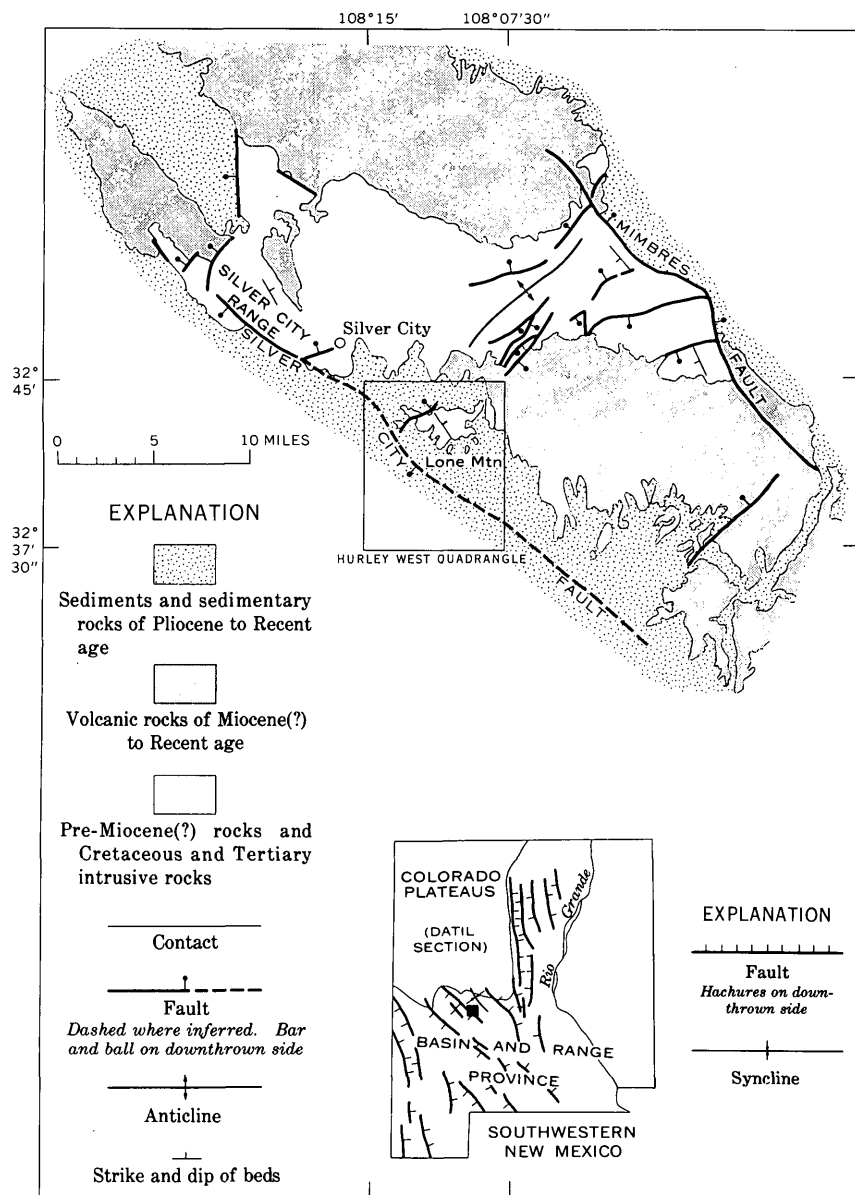 108°15′ 108°07′30″
MIMBRES
FAULT
SILVER CITY
RANGE
SILVER
Silver City
32°
45′
0 5 10 MILES
CITY
Lone Mtn
EXPLANATION
32°
37′
30″
HURLEY WEST QUADRANGLE
FAULT
Sediments and sedimentary
rocks of Pliocene to Recent
age
Volcanic rocks of Miocene(?)
to Recent age
Pre-Miocene(?) rocks and
Cretaceous and Tertiary
intrusive rocks
Contact
Fault
Dashed where inferred. Bar
and ball on downthrown side
Anticline
Strike and dip of beds
COLORADO
PLATEAUS
(DATIL
SECTION)
Rio Grande
BASIN AND RANGE
PROVINCE
SOUTHWESTERN
NEW MEXICO
EXPLANATION
Fault
Hachures on down-
thrown side
Syncline